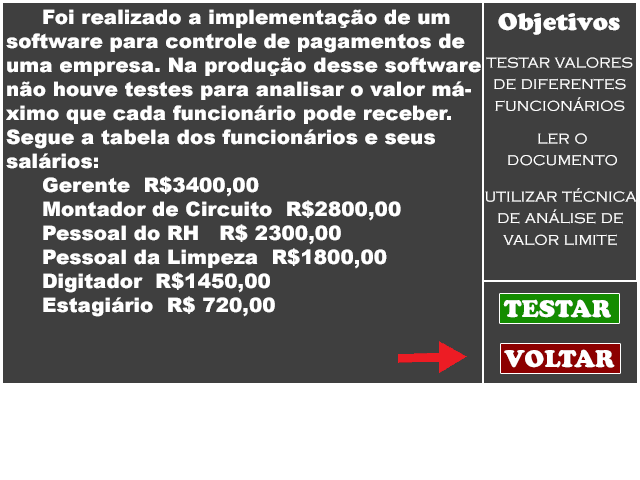 Foi realizado a implementação de um
software para controle de pagamentos de
uma empresa. Na produção desse software
não houve testes para analisar o valor má-
ximo que cada funcionário pode receber.
Segue a tabela dos funcionários e seus
salários:
Gerente R$3400,00
Montador de Circuito R$2800,00
Pessoal do RH R$ 2300,00
Pessoal da Limpeza R$1800,00
Digitador R$1450,00
Estagiário R$ 720,00
Objetivos
TESTAR VALORES
DE DIFERENTES
FUNCIONÁRIOS
LER O
DOCUMENTO
UTILIZAR TÉCNICA
DE ANÁLISE DE
VALOR LIMITE
TESTAR
VOLTAR